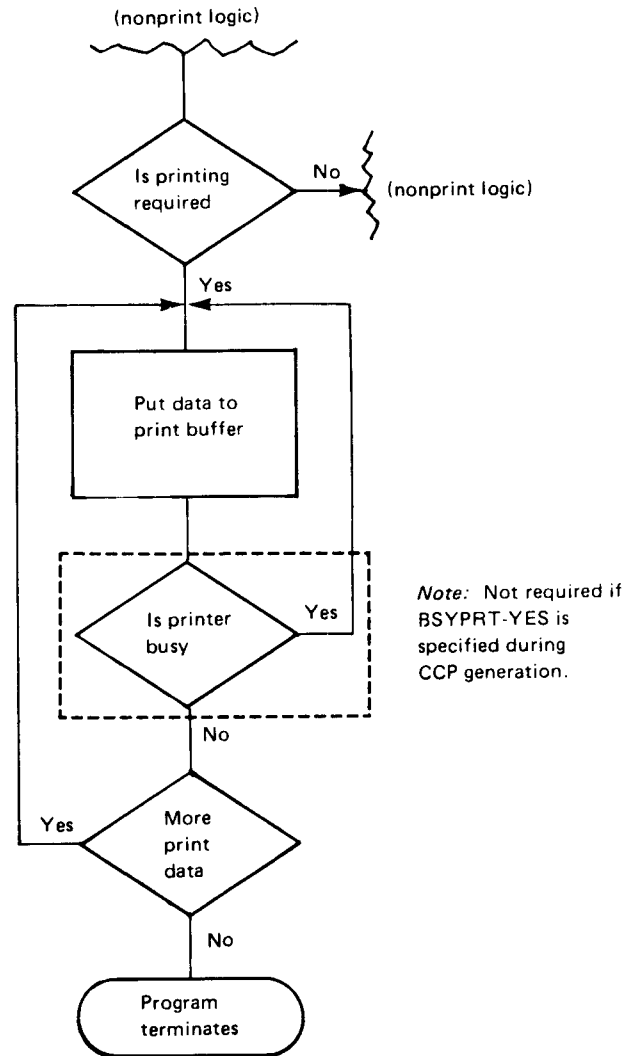 (nonprint logic)
Is printing
required
No
(nonprint logic)
Yes
Put data to
print buffer
Is printer
busy
Yes
Note: Not required if
BSYPRT-YES is
specified during
CCP generation.
No
Yes
More
print
data
No
Program
terminates